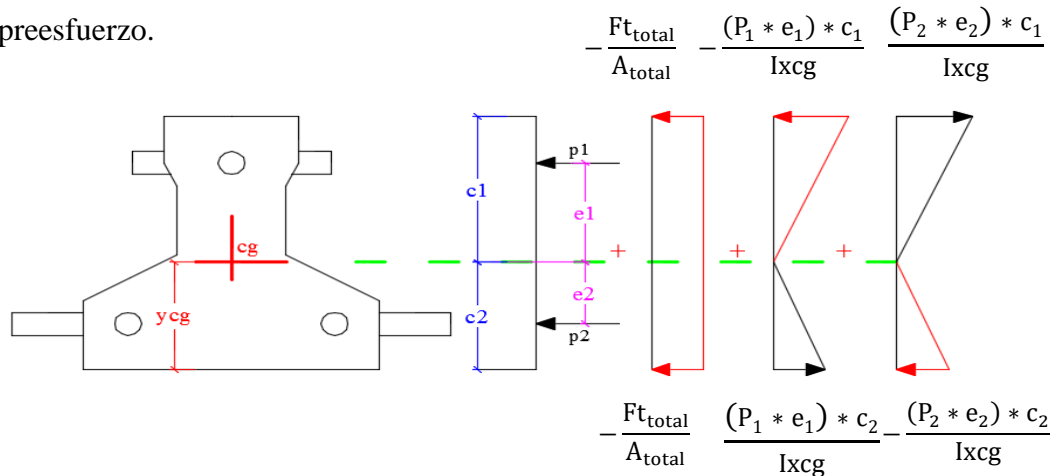 preesfuerzo.
− Ft_total / A_total − (P₁ * e₁) * c₁ / Ixcg (P₂ * e₂) * c₁ / Ixcg
p1
c1
e1
cg
+ + +
e2
ycg
c2
p2
− Ft_total / A_total (P₁ * e₁) * c₂ / Ixcg − (P₂ * e₂) * c₂ / Ixcg